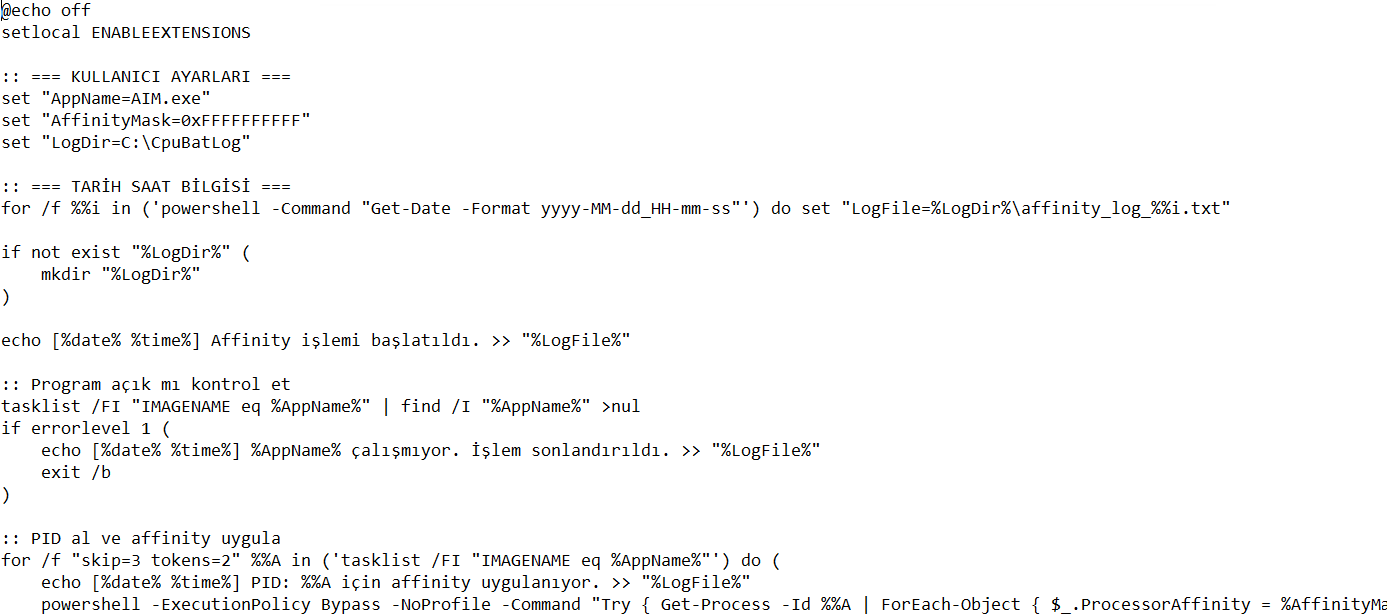 @echo off
setlocal ENABLEEXTENSIONS
:: === KULLANICI AYARLARI ===
set "AppName=AIM.exe"
set "AffinityMask=0xFFFFFFFFFF"
set "LogDir=C:\CpuBatLog"
:: === TARİH SAAT BİLGİSİ ===
for /f %%i in ('powershell -Command "Get-Date -Format yyyy-MM-dd_HH-mm-ss"') do set "LogFile=%LogDir%\affinity_log_%%i.txt"
if not exist "%LogDir%" (
    mkdir "%LogDir%"
)
echo [%date% %time%] Affinity işlemi başlatıldı. >> "%LogFile%"
:: Program açık mı kontrol et
tasklist /FI "IMAGENAME eq %AppName%" | find /I "%AppName%" >nul
if errorlevel 1 (
    echo [%date% %time%] %AppName% çalışmıyor. İşlem sonlandırıldı. >> "%LogFile%"
    exit /b
)
:: PID al ve affinity uygula
for /f "skip=3 tokens=2" %%A in ('tasklist /FI "IMAGENAME eq %AppName%"') do (
    echo [%date% %time%] PID: %%A için affinity uygulanıyor. >> "%LogFile%"
    powershell -ExecutionPolicy Bypass -NoProfile -Command "Try { Get-Process -Id %%A | ForEach-Object { $_.ProcessorAffinity = %AffinityMa